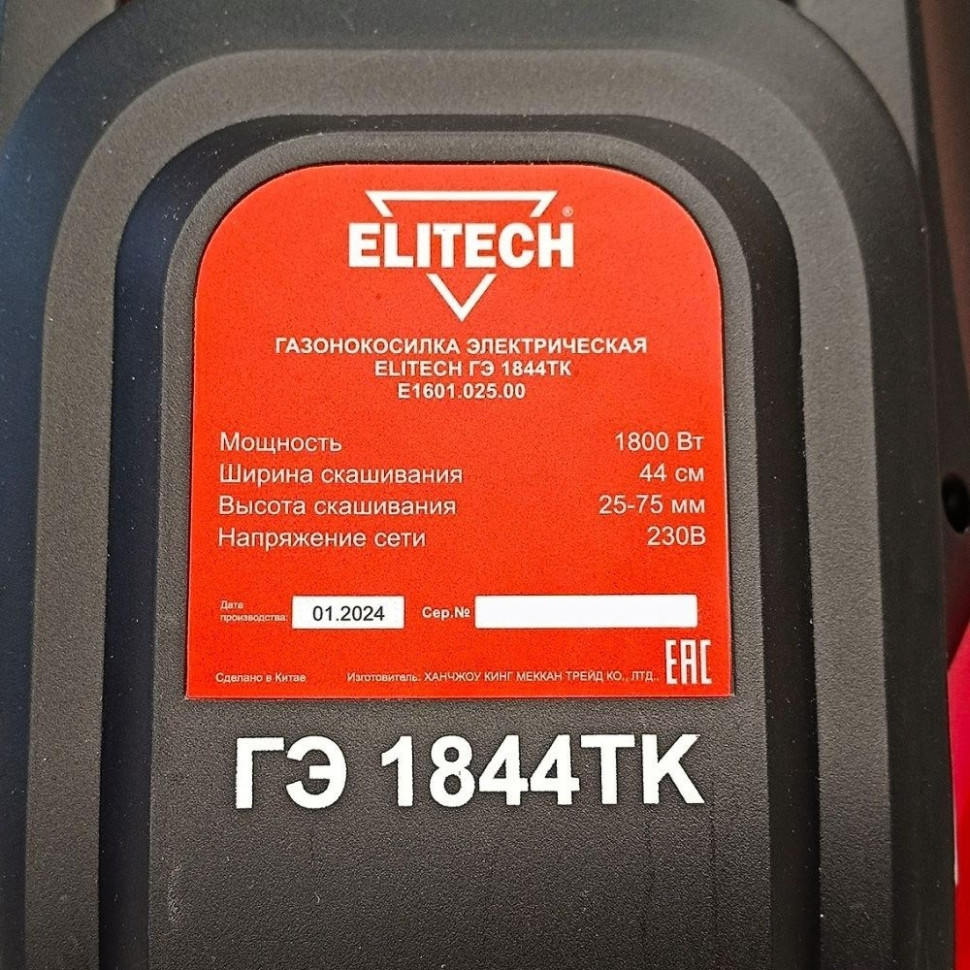 ELITECH®
ГАЗОНОКОСИЛКА ЭЛЕКТРИЧЕСКАЯ
ELITECH ГЭ 1844ТК
E1601.025.00
Мощность 1800 Вт
Ширина скашивания 44 см
Высота скашивания 25-75 мм
Напряжение сети 230В
Дата
производства: 01.2024 Сер.№
Сделано в Китае Изготовитель: ХАНЧЖОУ КИНГ МЕККАН ТРЕЙД КО., ЛТД., EAC
ГЭ 1844ТК